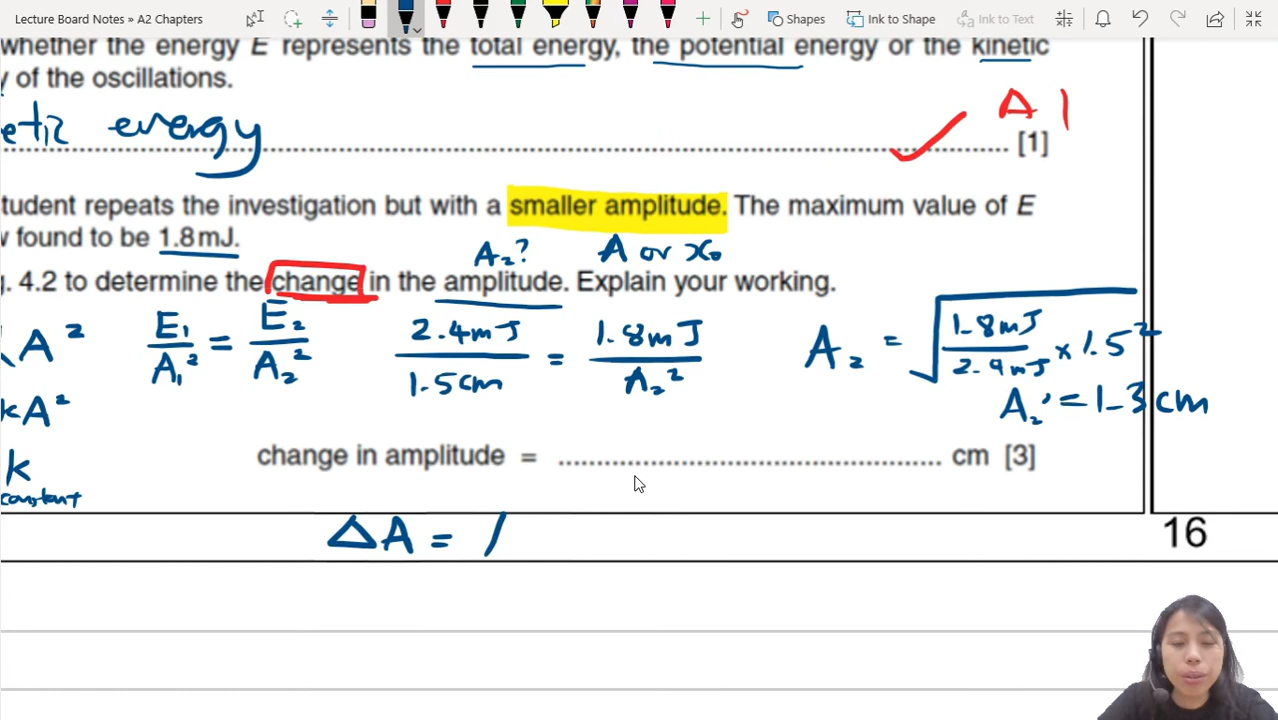 Lecture Board Notes » A2 Chapters
Shapes
Ink to Shape
Ink to Text
whether the energy E represents the total energy, the potential energy or the kinetic
y of the oscillations.
etic energy
A 1
[1]
tudent repeats the investigation but with a smaller amplitude. The maximum value of E
w found to be 1.8 mJ.
A₂? A or x₀
g. 4.2 to determine the change in the amplitude. Explain your working.
A² E₁/A₁² = E₂/A₂² 2.4mJ/1.5cm = 1.8mJ/A₂² A₂ = √(1.8mJ/2.4mJ × 1.5²)
kA² A₂ = 1.3cm
k
constant
change in amplitude = ........................................ cm [3]
ΔA = 1
16